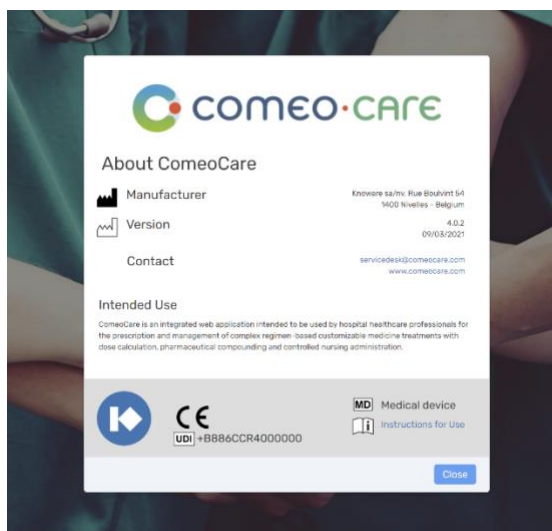 comeo·care
About ComeoCare
Manufacturer
Knowere sa/nv. Rue Boulvint 54
1400 Nivelles - Belgium
Version
4.0.2
09/03/2021
Contact
servicedesk@comeocare.com
www.comeocare.com
Intended Use
ComeoCare is an integrated web application intended to be used by hospital healthcare professionals for
the prescription and management of complex regimen-based customizable medicine treatments with
dose calculation, pharmaceutical compounding and controlled nursing administration.
CE
UDI +B886CCR4000000
MD Medical device
i Instructions for Use
Close